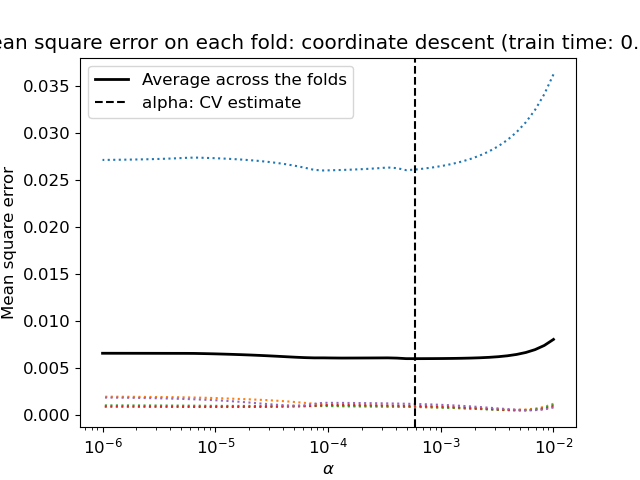 ean square error on each fold: coordinate descent (train time: 0.
Average across the folds
alpha: CV estimate
Mean square error
0.035
0.030
0.025
0.020
0.015
0.010
0.005
0.000
10⁻⁶ 10⁻⁵ 10⁻⁴ 10⁻³ 10⁻²
α